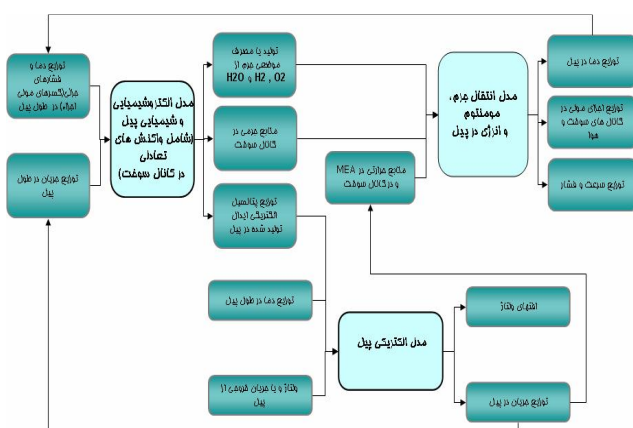 توزیع دما و
فشارهای
جزئی(کسرهای مولی
اجزاء) در طول پیل
توزیع جریان در طول
پیل
مدل الکتروشیمیایی
و شیمیایی پیل
(شامل واکنش های
تعادلی
در کانال سوخت)
تولید یا مصرف
موضعی جرم از
H2O و H2 , O2
منابع جرمی در
کانال سوخت
توزیع پتانسیل
الکتریکی ایدال
تولید شده در پیل
توزیع دما در طول پیل
ولتاژ و یا جریان خروجی از
پیل
منابع حرارتی در MEA
و در کانال سوخت
مدل انتقال جرم،
مومنتوم
و انرژی در پیل
مدل الکتریکی پیل
توزیع دما در پیل
توزیع اجزای مولی در
کانال های سوخت و
هوا
توزیع سرعت و فشار
افتهای ولتاژ
توزیع جریان در پیل